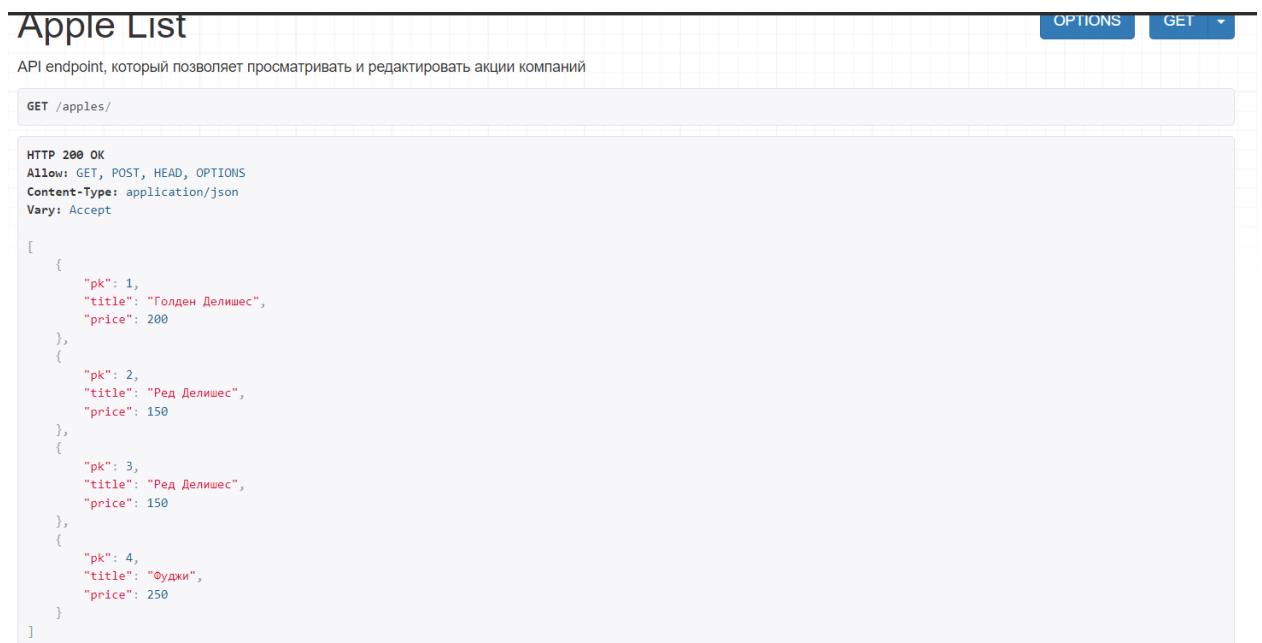 Apple List
OPTIONS
GET
API endpoint, который позволяет просматривать и редактировать акции компаний
GET /apples/
HTTP 200 OK
Allow: GET, POST, HEAD, OPTIONS
Content-Type: application/json
Vary: Accept
[
{
"pk": 1,
"title": "Голден Делишес",
"price": 200
},
{
"pk": 2,
"title": "Ред Делишес",
"price": 150
},
{
"pk": 3,
"title": "Ред Делишес",
"price": 150
},
{
"pk": 4,
"title": "Фуджи",
"price": 250
}
]